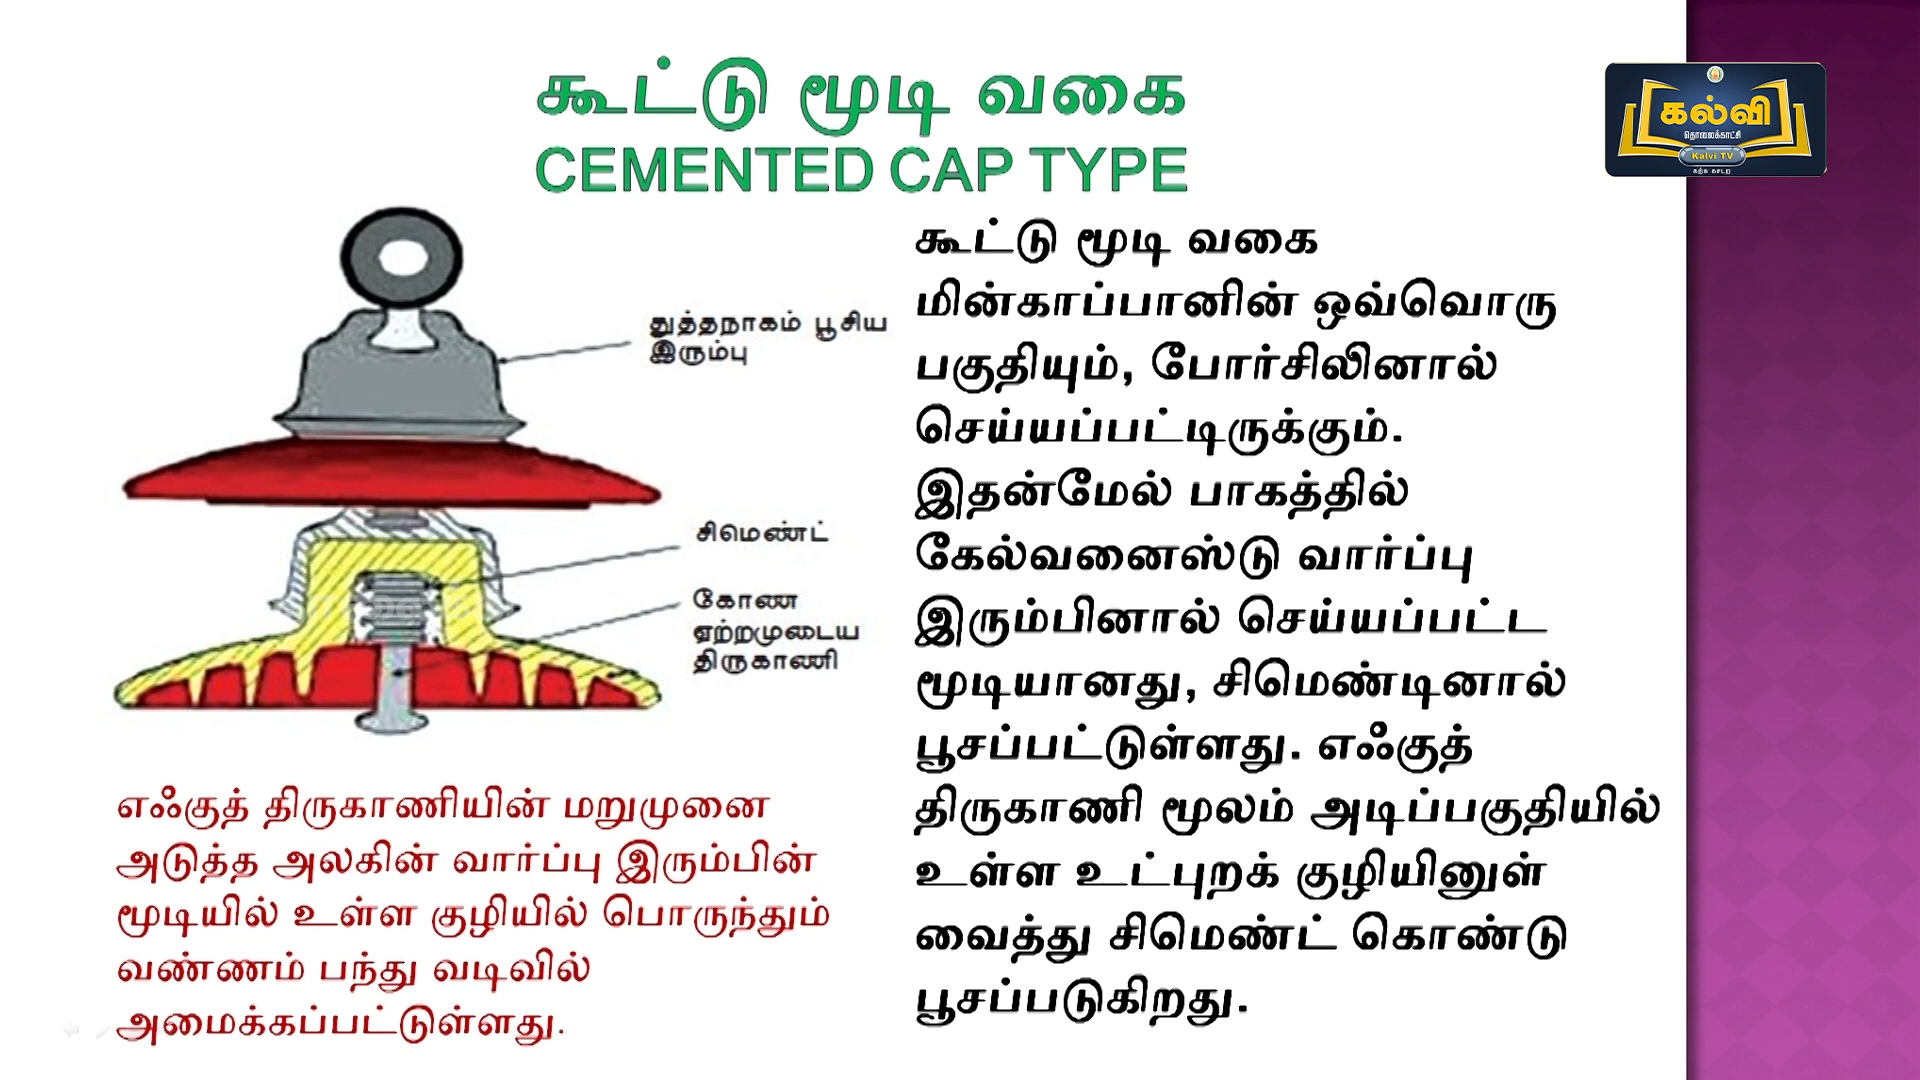 கூட்டு மூடி வகை
CEMENTED CAP TYPE
கல்வி
தொலைக்காட்சி
Kalvi TV
கற்க கசடற
துத்தநாகம் பூசிய
இரும்பு
சிமெண்ட்
கோண
ஏற்றமுடைய
திருகாணி
எஃகுத் திருகாணியின் மறுமுனை
அடுத்த அலகின் வார்ப்பு இரும்பின்
மூடியில் உள்ள குழியில் பொருந்தும்
வண்ணம் பந்து வடிவில்
அமைக்கப்பட்டுள்ளது.
கூட்டு மூடி வகை
மின்காப்பானின் ஒவ்வொரு
பகுதியும், போர்சிலினால்
செய்யப்பட்டிருக்கும்.
இதன்மேல் பாகத்தில்
கேல்வனைஸ்டு வார்ப்பு
இரும்பினால் செய்யப்பட்ட
மூடியானது, சிமெண்டினால்
பூசப்பட்டுள்ளது. எஃகுத்
திருகாணி மூலம் அடிப்பகுதியில்
உள்ள உட்புறக் குழியினுள்
வைத்து சிமெண்ட் கொண்டு
பூசப்படுகிறது.